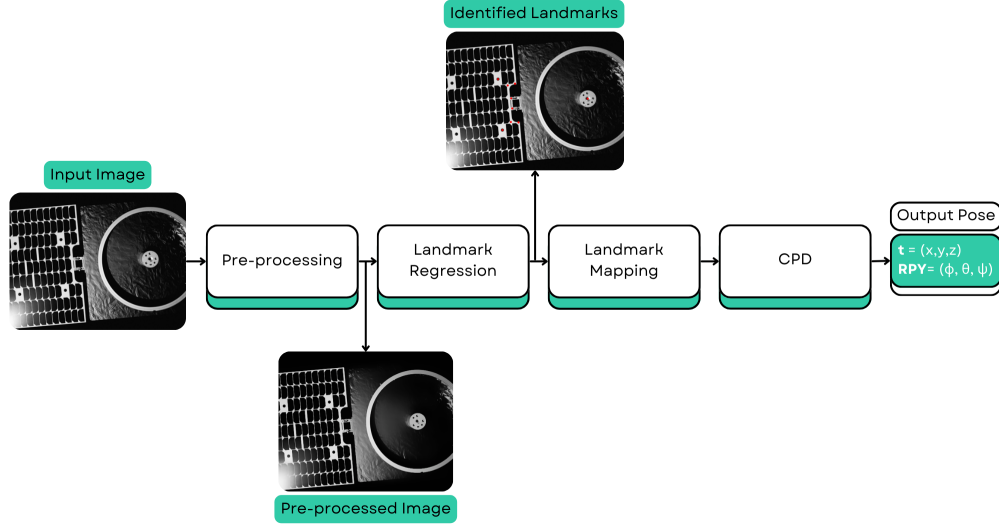 Identified Landmarks
Input Image
Pre-processing
Landmark
Regression
Landmark
Mapping
CPD
Output Pose
t = (x,y,z)
RPY= (ϕ, θ, ψ)
Pre-processed Image